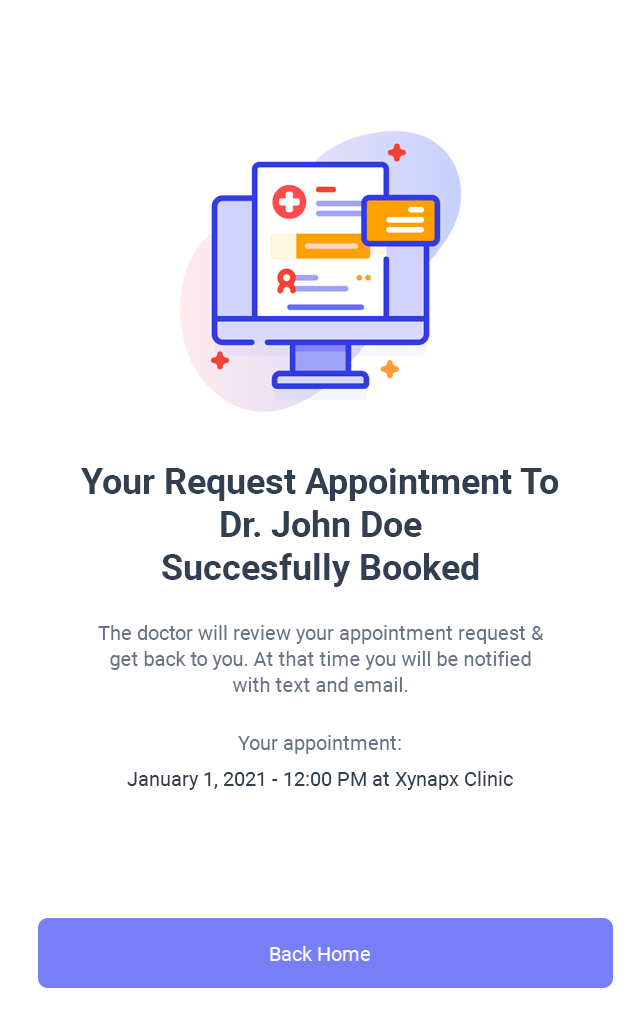 Your Request Appointment To
Dr. John Doe
Succesfully Booked
The doctor will review your appointment request &
get back to you. At that time you will be notified
with text and email.
Your appointment:
January 1, 2021 - 12:00 PM at Xynapx Clinic
Back Home